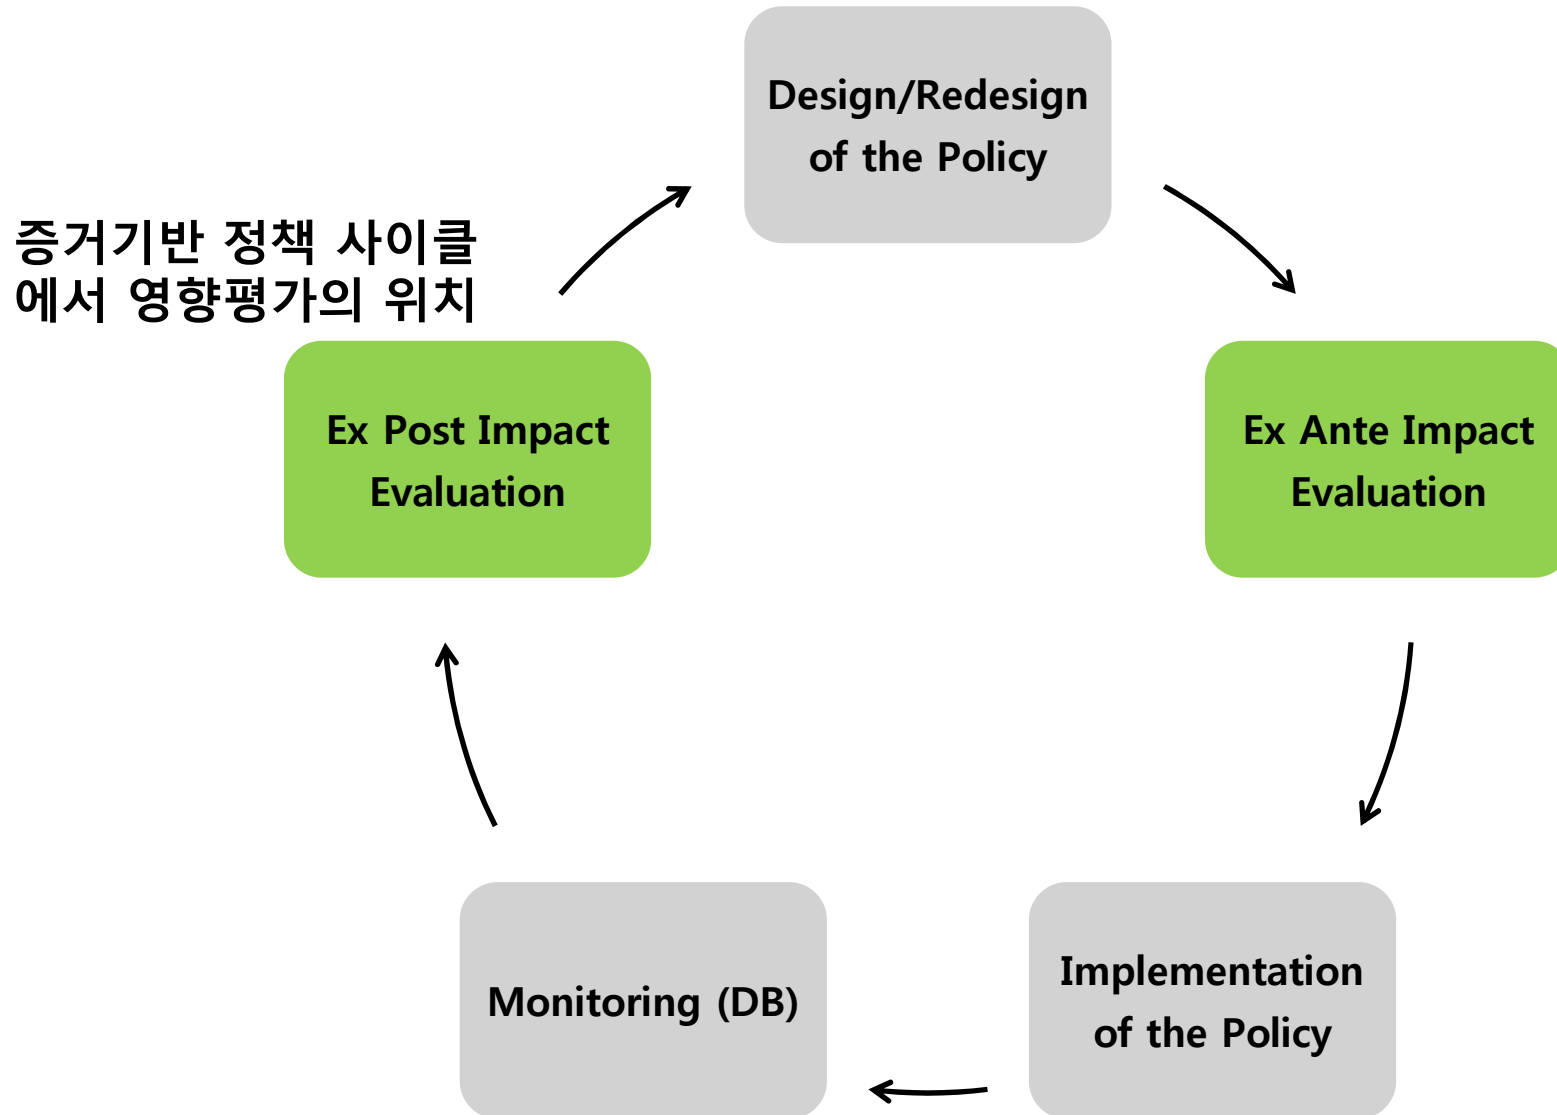 증거기반 정책 사이클
에서 영향평가의 위치
Design/Redesign
of the Policy
Ex Ante Impact
Evaluation
Implementation
of the Policy
Monitoring (DB)
Ex Post Impact
Evaluation